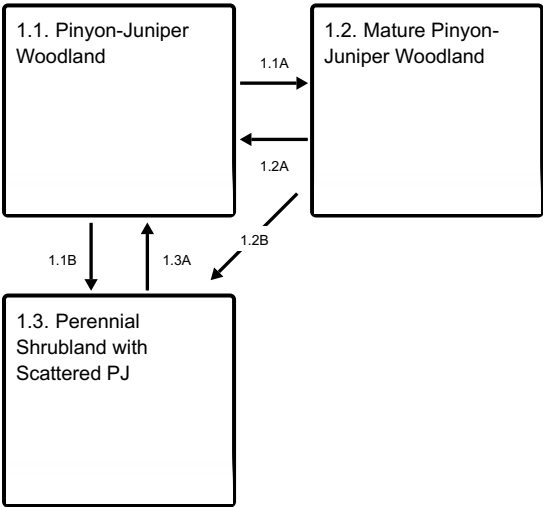 1.1. Pinyon-Juniper
Woodland
1.2. Mature Pinyon-
Juniper Woodland
1.1A
1.2A
1.2B
1.1B
1.3A
1.3. Perennial
Shrubland with
Scattered PJ